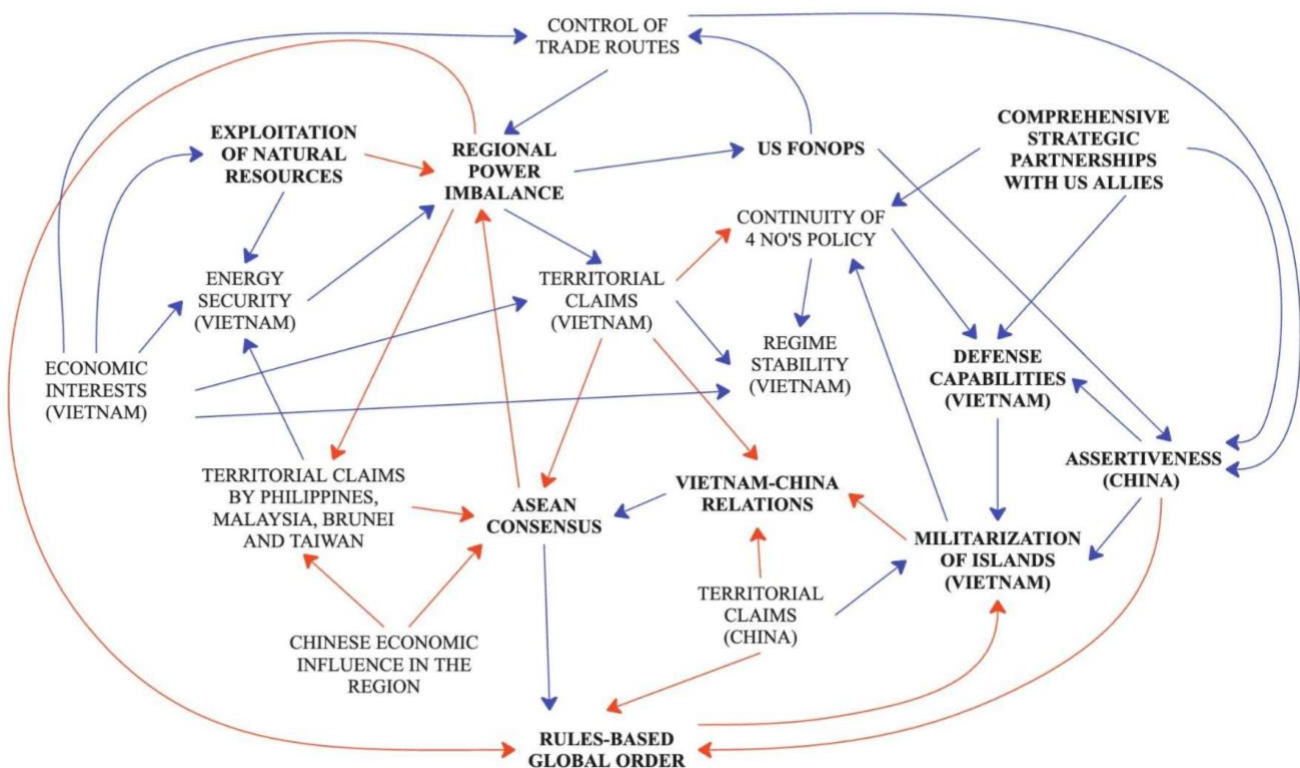 CONTROL OF
TRADE ROUTES
EXPLOITATION
OF NATURAL
RESOURCES
REGIONAL
POWER
IMBALANCE
US FONOPS
COMPREHENSIVE
STRATEGIC
PARTNERSHIPS
WITH US ALLIES
CONTINUITY OF
4 NO'S POLICY
ENERGY
SECURITY
(VIETNAM)
TERRITORIAL
CLAIMS
(VIETNAM)
REGIME
STABILITY
(VIETNAM)
DEFENSE
CAPABILITIES
(VIETNAM)
ECONOMIC
INTERESTS
(VIETNAM)
ASSERTIVENESS
(CHINA)
TERRITORIAL CLAIMS
BY PHILIPPINES,
MALAYSIA, BRUNEI
AND TAIWAN
ASEAN
CONSENSUS
VIETNAM-CHINA
RELATIONS
MILITARIZATION
OF ISLANDS
(VIETNAM)
TERRITORIAL
CLAIMS
(CHINA)
CHINESE ECONOMIC
INFLUENCE IN THE
REGION
RULES-BASED
GLOBAL ORDER